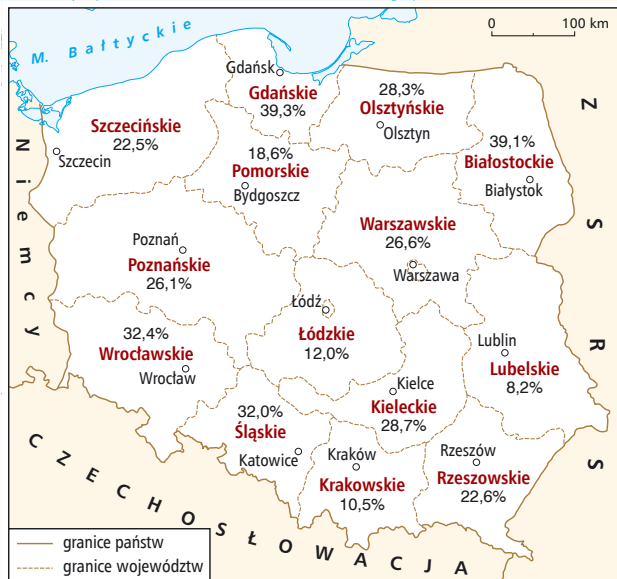 0 100 km
M. Bałtyckie
Gdańsk
Gdańskie
39,3%
28,3%
Olsztyńskie
Olsztyn
Szczecińskie
22,5%
Szczecin
18,6%
Pomorskie
Bydgoszcz
39,1%
Białostockie
Białystok
Niemcy
ZSRS
Warszawskie
26,6%
Warszawa
Poznań
Poznańskie
26,1%
Łódź
Łódzkie
12,0%
32,4%
Wrocławskie
Wrocław
Lublin
Lubelskie
8,2%
Kielce
Kieleckie
28,7%
32,0%
Śląskie
Katowice
Kraków
Krakowskie
10,5%
Rzeszów
Rzeszowskie
22,6%
CZECHOSŁOWACJA
granice państw
granice województw